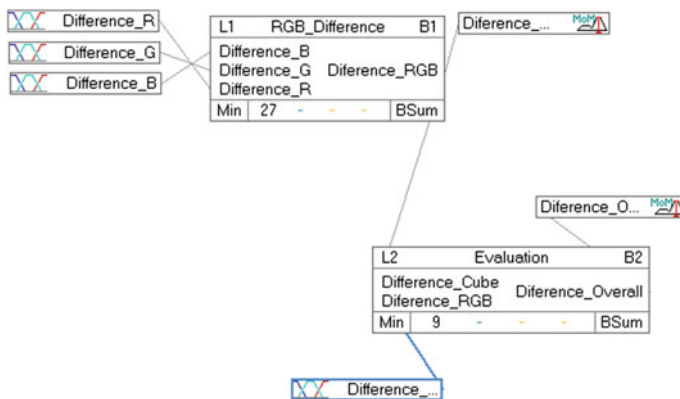 Difference_R
Difference_G
Difference_B
L1 RGB_Difference B1
Difference_B
Difference_G Diference_RGB
Difference_R
Min 27 - - - BSum
Diference_... MoM
Diference_O... MoM
L2 Evaluation B2
Difference_Cube
Diference_RGB Diference_Overall
Min 9 - - - BSum
Difference_...